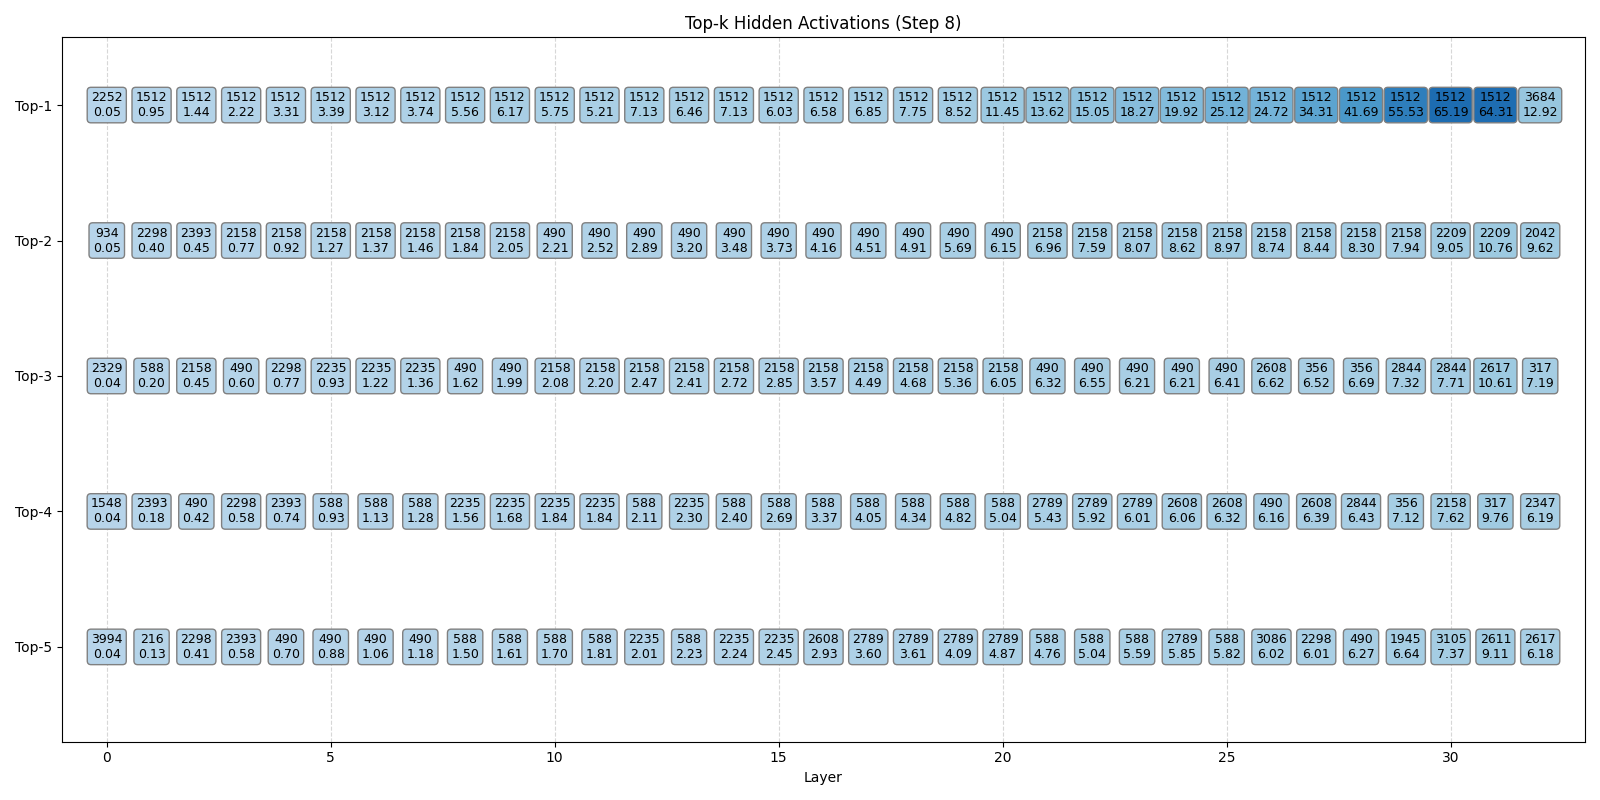 Top-k Hidden Activations (Step 8)
Top-1
2252 1512 1512 1512 1512 1512 1512 1512 1512 1512 1512 1512 1512 1512 1512 1512 1512 1512 1512 1512 1512 1512 1512 1512 1512 1512 1512 1512 1512 1512 1512 1512 3684
0.05 0.95 1.44 2.22 3.31 3.39 3.12 3.74 5.56 6.17 5.75 5.21 7.13 6.46 7.13 6.03 6.58 6.85 7.75 8.52 11.45 13.62 15.05 18.27 19.92 25.12 24.72 34.31 41.69 55.53 65.19 64.31 12.92
Top-2
934 2298 2393 2158 2158 2158 2158 2158 2158 2158 490 490 490 490 490 490 490 490 490 490 490 2158 2158 2158 2158 2158 2158 2158 2158 2158 2209 2209 2042
0.05 0.40 0.45 0.77 0.92 1.27 1.37 1.46 1.84 2.05 2.21 2.52 2.89 3.20 3.48 3.73 4.16 4.51 4.91 5.69 6.15 6.96 7.59 8.07 8.62 8.97 8.74 8.44 8.30 7.94 9.05 10.76 9.62
Top-3
2329 588 2158 490 2298 2235 2235 2235 490 490 2158 2158 2158 2158 2158 2158 2158 2158 2158 2158 2158 490 490 490 490 490 2608 356 356 2844 2844 2617 317
0.04 0.20 0.45 0.60 0.77 0.93 1.22 1.36 1.62 1.99 2.08 2.20 2.47 2.41 2.72 2.85 3.57 4.49 4.68 5.36 6.05 6.32 6.55 6.21 6.21 6.41 6.62 6.52 6.69 7.32 7.71 10.61 7.19
Top-4
1548 2393 490 2298 2393 588 588 588 2235 2235 2235 2235 588 2235 588 588 588 588 588 588 588 2789 2789 2789 2608 2608 490 2608 2844 356 2158 317 2347
0.04 0.18 0.42 0.58 0.74 0.93 1.13 1.28 1.56 1.68 1.84 1.84 2.11 2.30 2.40 2.69 3.37 4.05 4.34 4.82 5.04 5.43 5.92 6.01 6.06 6.32 6.16 6.39 6.43 7.12 7.62 9.76 6.19
Top-5
3994 216 2298 2393 490 490 490 490 588 588 588 588 2235 588 2235 2235 2608 2789 2789 2789 2789 588 588 588 2789 588 3086 2298 490 1945 3105 2611 2617
0.04 0.13 0.41 0.58 0.70 0.88 1.06 1.18 1.50 1.61 1.70 1.81 2.01 2.23 2.24 2.45 2.93 3.60 3.61 4.09 4.87 4.76 5.04 5.59 5.85 5.82 6.02 6.01 6.27 6.64 7.37 9.11 6.18
0 5 10 15 20 25 30
Layer